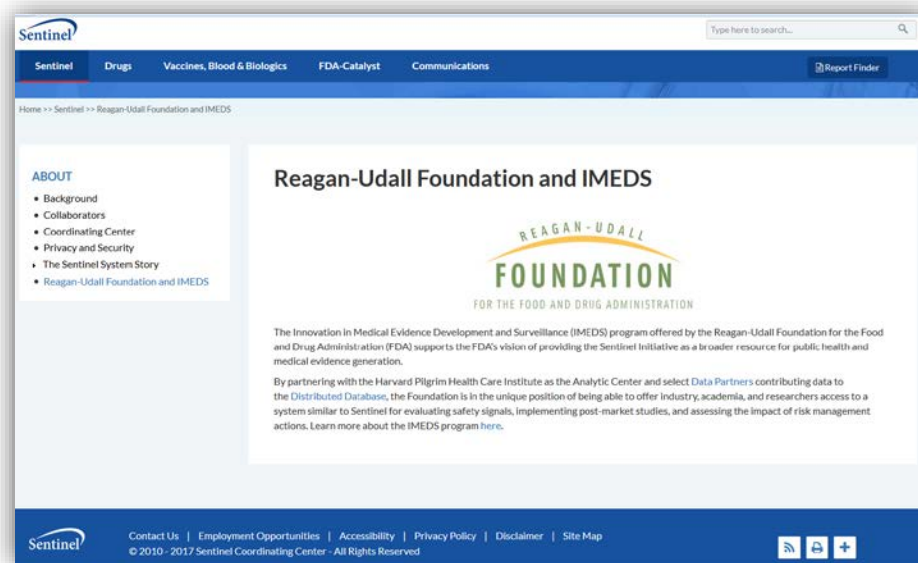 Sentinel
Type here to search...
Sentinel Drugs Vaccines, Blood & Biologics FDA-Catalyst Communications Report Finder
Home >> Sentinel >> Reagan-Udall Foundation and IMEDS
ABOUT
• Background
• Collaborators
• Coordinating Center
• Privacy and Security
The Sentinel System Story
• Reagan-Udall Foundation and IMEDS
Reagan-Udall Foundation and IMEDS
REAGAN-UDALL
FOUNDATION
FOR THE FOOD AND DRUG ADMINISTRATION
The Innovation in Medical Evidence Development and Surveillance (IMEDS) program offered by the Reagan-Udall Foundation for the Food
and Drug Administration (FDA) supports the FDA's vision of providing the Sentinel Initiative as a broader resource for public health and
medical evidence generation.
By partnering with the Harvard Pilgrim Health Care Institute as the Analytic Center and select Data Partners contributing data to
the Distributed Database, the Foundation is in the unique position of being able to offer industry, academia, and researchers access to a
system similar to Sentinel for evaluating safety signals, implementing post-market studies, and assessing the impact of risk management
actions. Learn more about the IMEDS program here.
Sentinel
Contact Us | Employment Opportunities | Accessibility | Privacy Policy | Disclaimer | Site Map
© 2010 - 2017 Sentinel Coordinating Center - All Rights Reserved